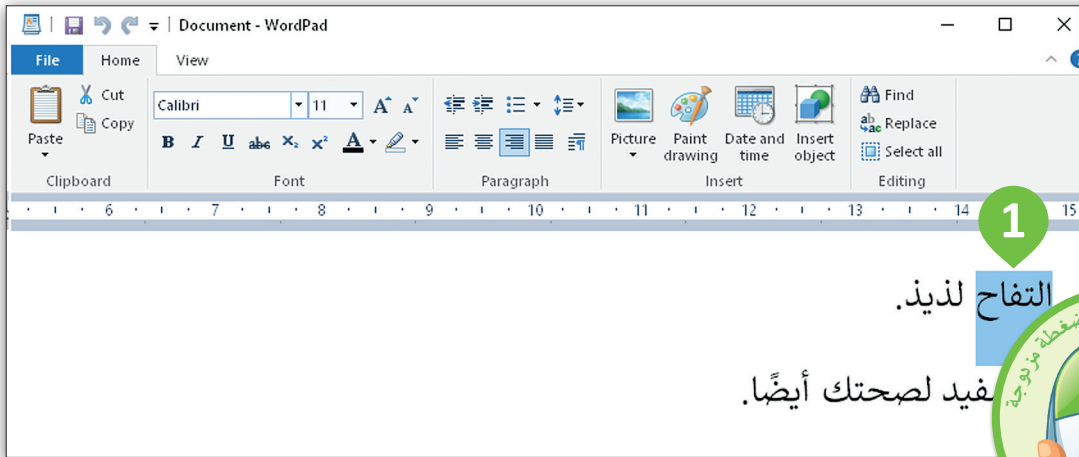 Document - WordPad
File Home View
Paste
Cut
Copy
Clipboard
Calibri 11
B I U abc X₂ X² A
Font
Paragraph
Picture
Paint drawing
Date and time
Insert object
Insert
Find
Replace
Select all
Editing
6 7 8 9 10 11 12 13 14 15
1
التفاح لذيذ.
لصحتك أيضًا.
مزدوجة